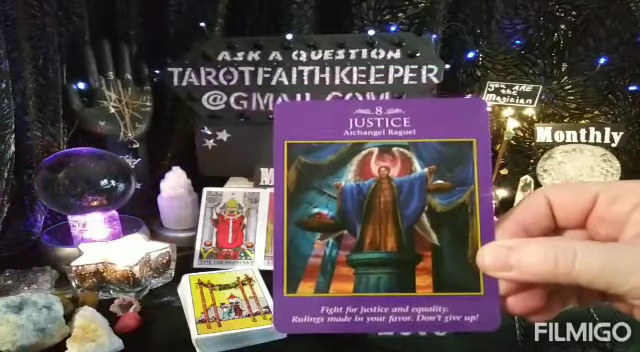 ASK A QUESTION
TAROTFAITHKEEPER
@GMAIL.COM
you ARE
the
Magician
Monthly
8
JUSTICE
Archangel Raguel
THE HIEROPHANT
Fight for justice and equality.
Rulings made in your favor. Don't give up!
FILMIGO